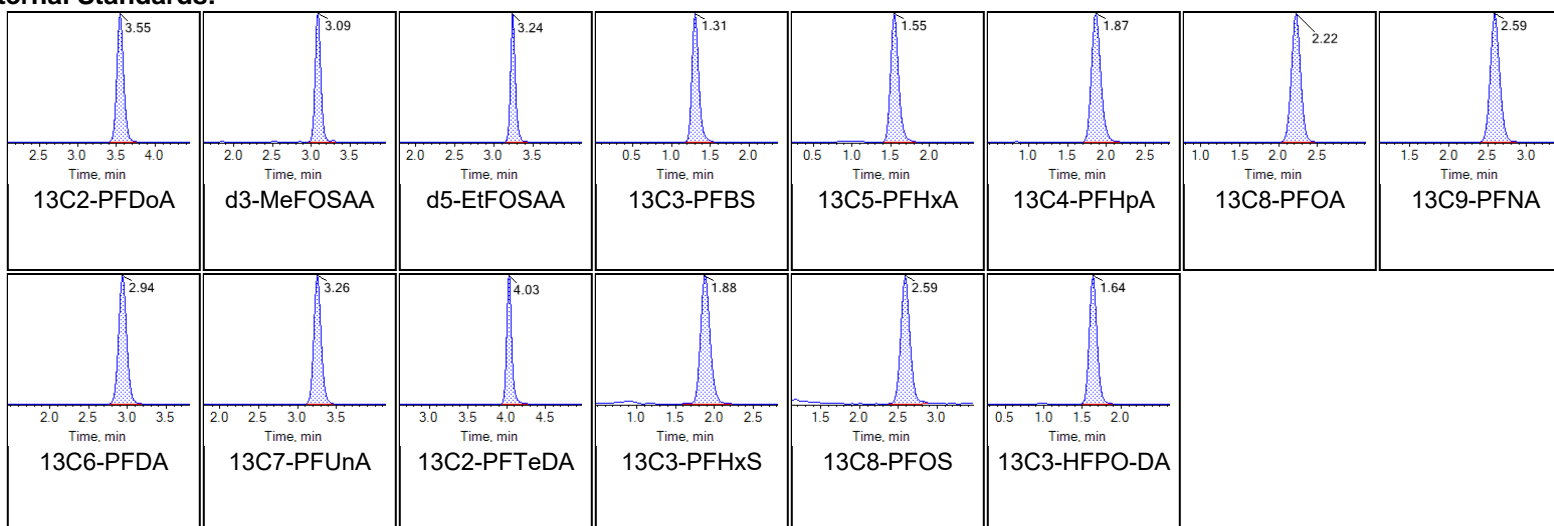 ternal Standards:
3.55 3.09 3.24 1.31 1.55 1.87 2.22 2.59
2.5 3.0 3.5 4.0 2.0 2.5 3.0 3.5 2.0 2.5 3.0 3.5 0.5 1.0 1.5 2.0 0.5 1.0 1.5 2.0 1.0 1.5 2.0 2.5 1.0 1.5 2.0 2.5 1.5 2.0 2.5 3.0
Time, min Time, min Time, min Time, min Time, min Time, min Time, min Time, min
13C2-PFDoA d3-MeFOSAA d5-EtFOSAA 13C3-PFBS 13C5-PFHxA 13C4-PFHpA 13C8-PFOA 13C9-PFNA
2.94 3.26 4.03 1.88 2.59 1.64
2.0 2.5 3.0 3.5 2.0 2.5 3.0 3.5 3.0 3.5 4.0 4.5 1.0 1.5 2.0 2.5 1.5 2.0 2.5 3.0 0.5 1.0 1.5 2.0
Time, min Time, min Time, min Time, min Time, min Time, min
13C6-PFDA 13C7-PFUnA 13C2-PFTeDA 13C3-PFHxS 13C8-PFOS 13C3-HFPO-DA